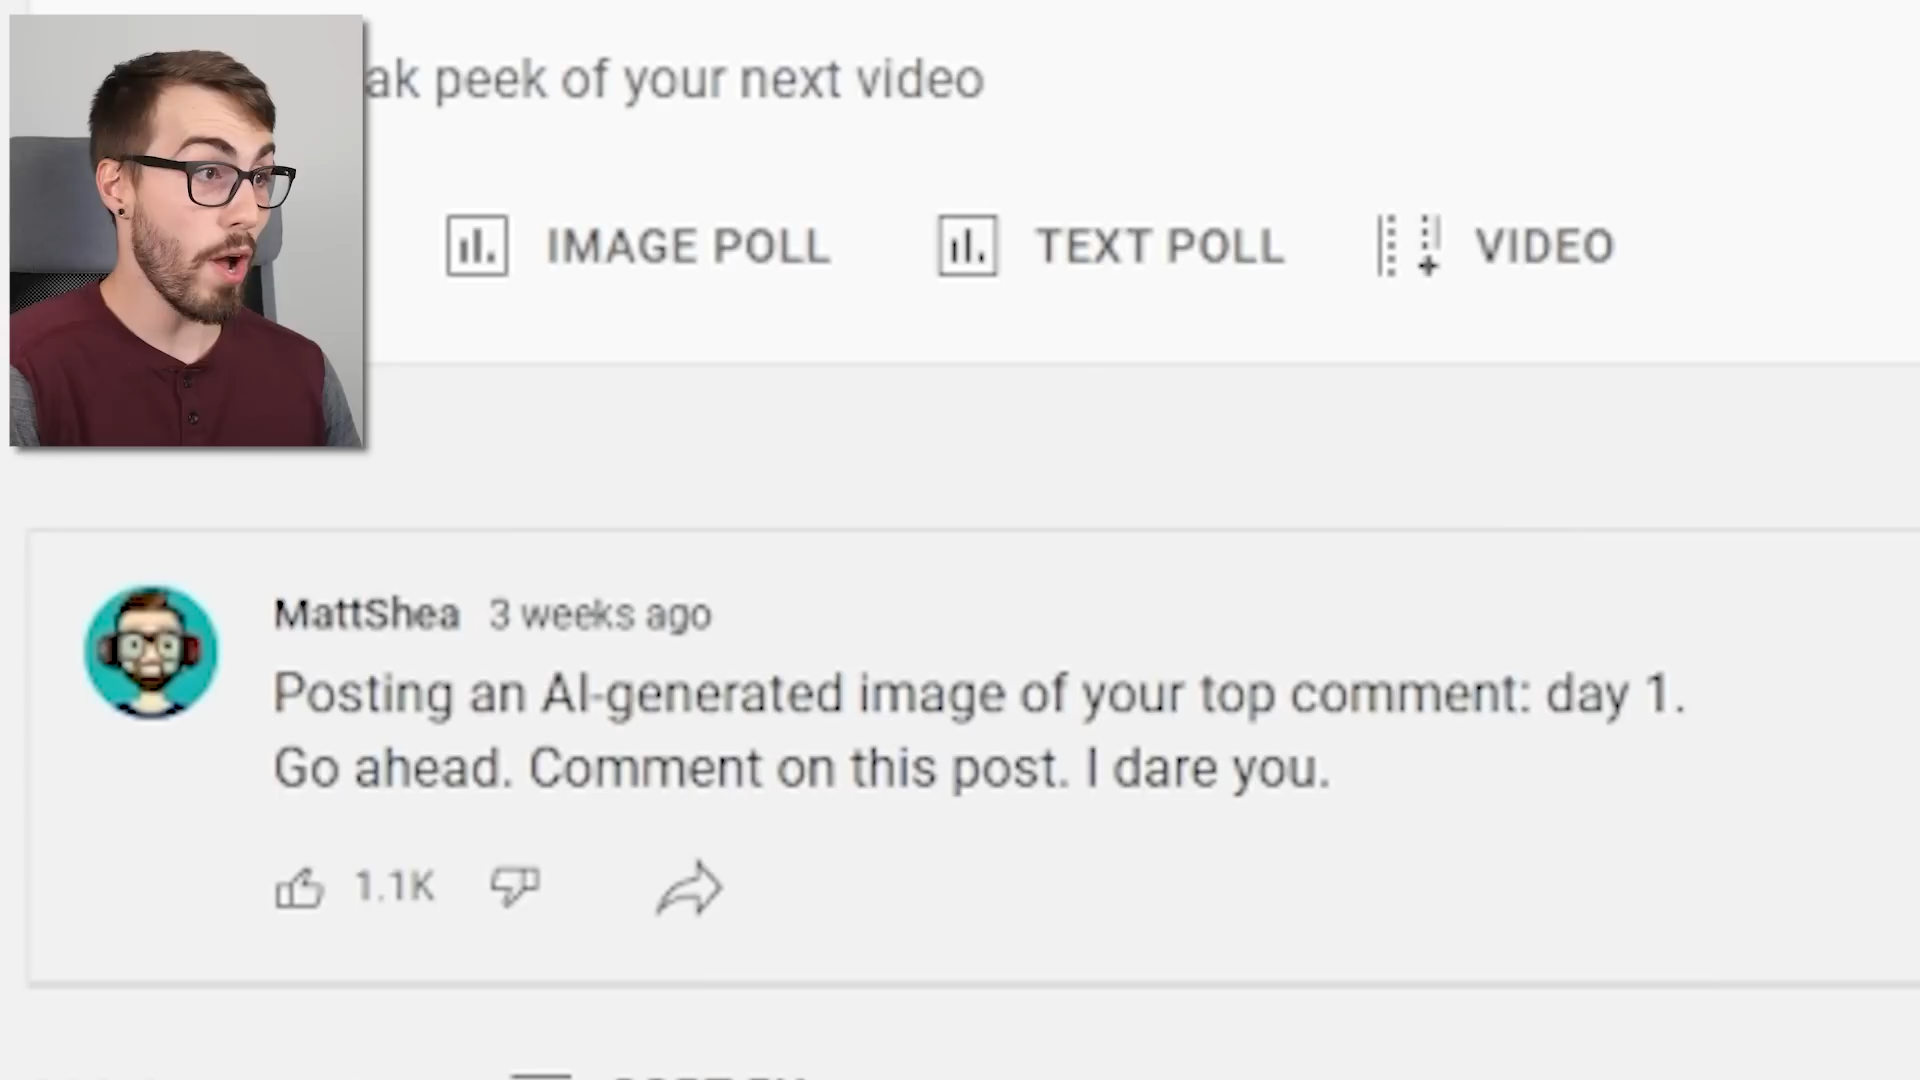 ak peek of your next video
IMAGE POLL
TEXT POLL
VIDEO
MattShea 3 weeks ago
Posting an AI-generated image of your top comment: day 1.
Go ahead. Comment on this post. I dare you.
1.1K